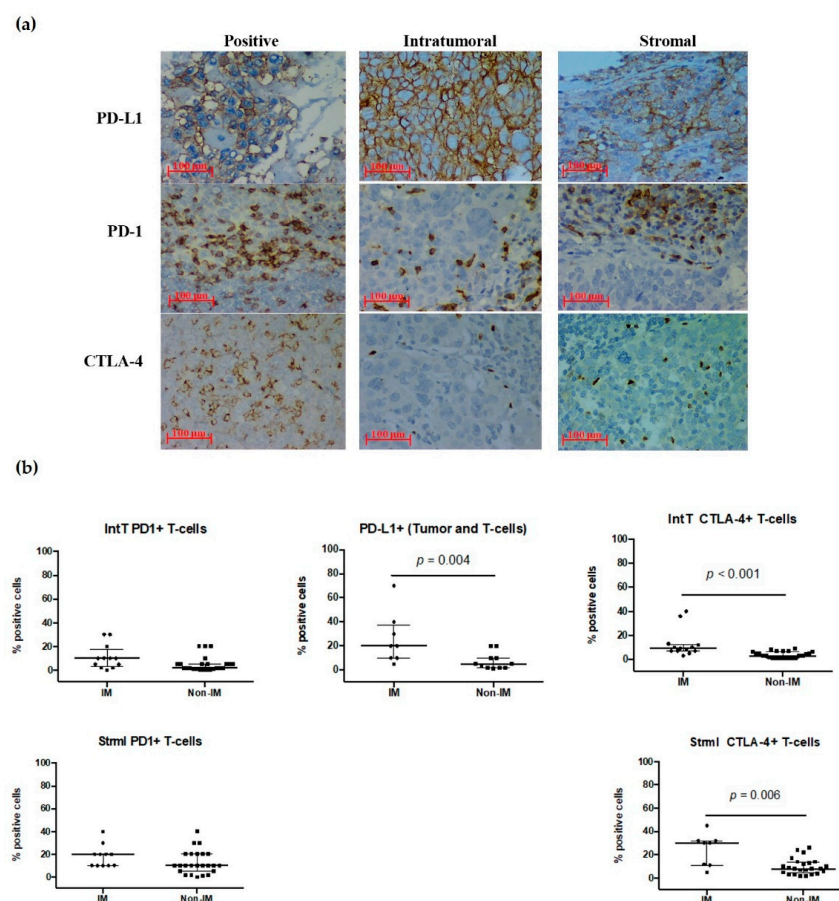 (a)
Positive Intratumoral Stromal
PD-L1
100 µm 100 µm 100 µm
PD-1
100 µm 100 µm 100 µm
CTLA-4
100 µm 100 µm 100 µm
(b)
IntT PD1+ T-cells
% positive cells
100
80
60
40
20
0
IM Non-IM
PD-L1+ (Tumor and T-cells)
p = 0.004
% positive cells
100
80
60
40
20
0
IM Non-IM
IntT CTLA-4+ T-cells
p < 0.001
% positive cells
100
80
60
40
20
0
IM Non-IM
Strml PD1+ T-cells
% positive cells
100
80
60
40
20
0
IM Non-IM
Strml CTLA-4+ T-cells
p = 0.006
% positive cells
100
80
60
40
20
0
IM Non-IM